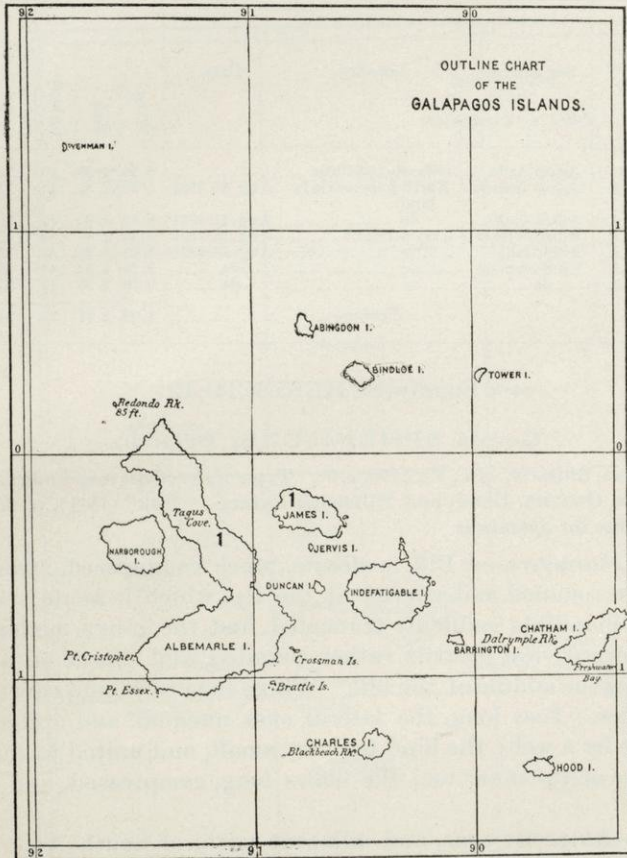 92
91
90
OUTLINE CHART
OF THE
GALAPAGOS ISLANDS.
WENMAN I.
1
1
ABINGDON I.
BINDLOE I.
TOWER I.
Redondo Rk.
85 ft.
0
0
1
JAMES I.
Tagus
Cove.
1
NARBOROUGH
I.
JERVIS I.
DUNCAN I.
INDEFATIGABLE I.
CHATHAM I.
Dalrymple Rk.
BARRINGTON I.
ALBEMARLE I.
Pt. Cristopher
Crossman Is.
Freshwater
Bay
1
1
Pt. Essex.
Brattle Is.
CHARLES I.
Blackbeach Rd.
HOOD I.
92
91
90